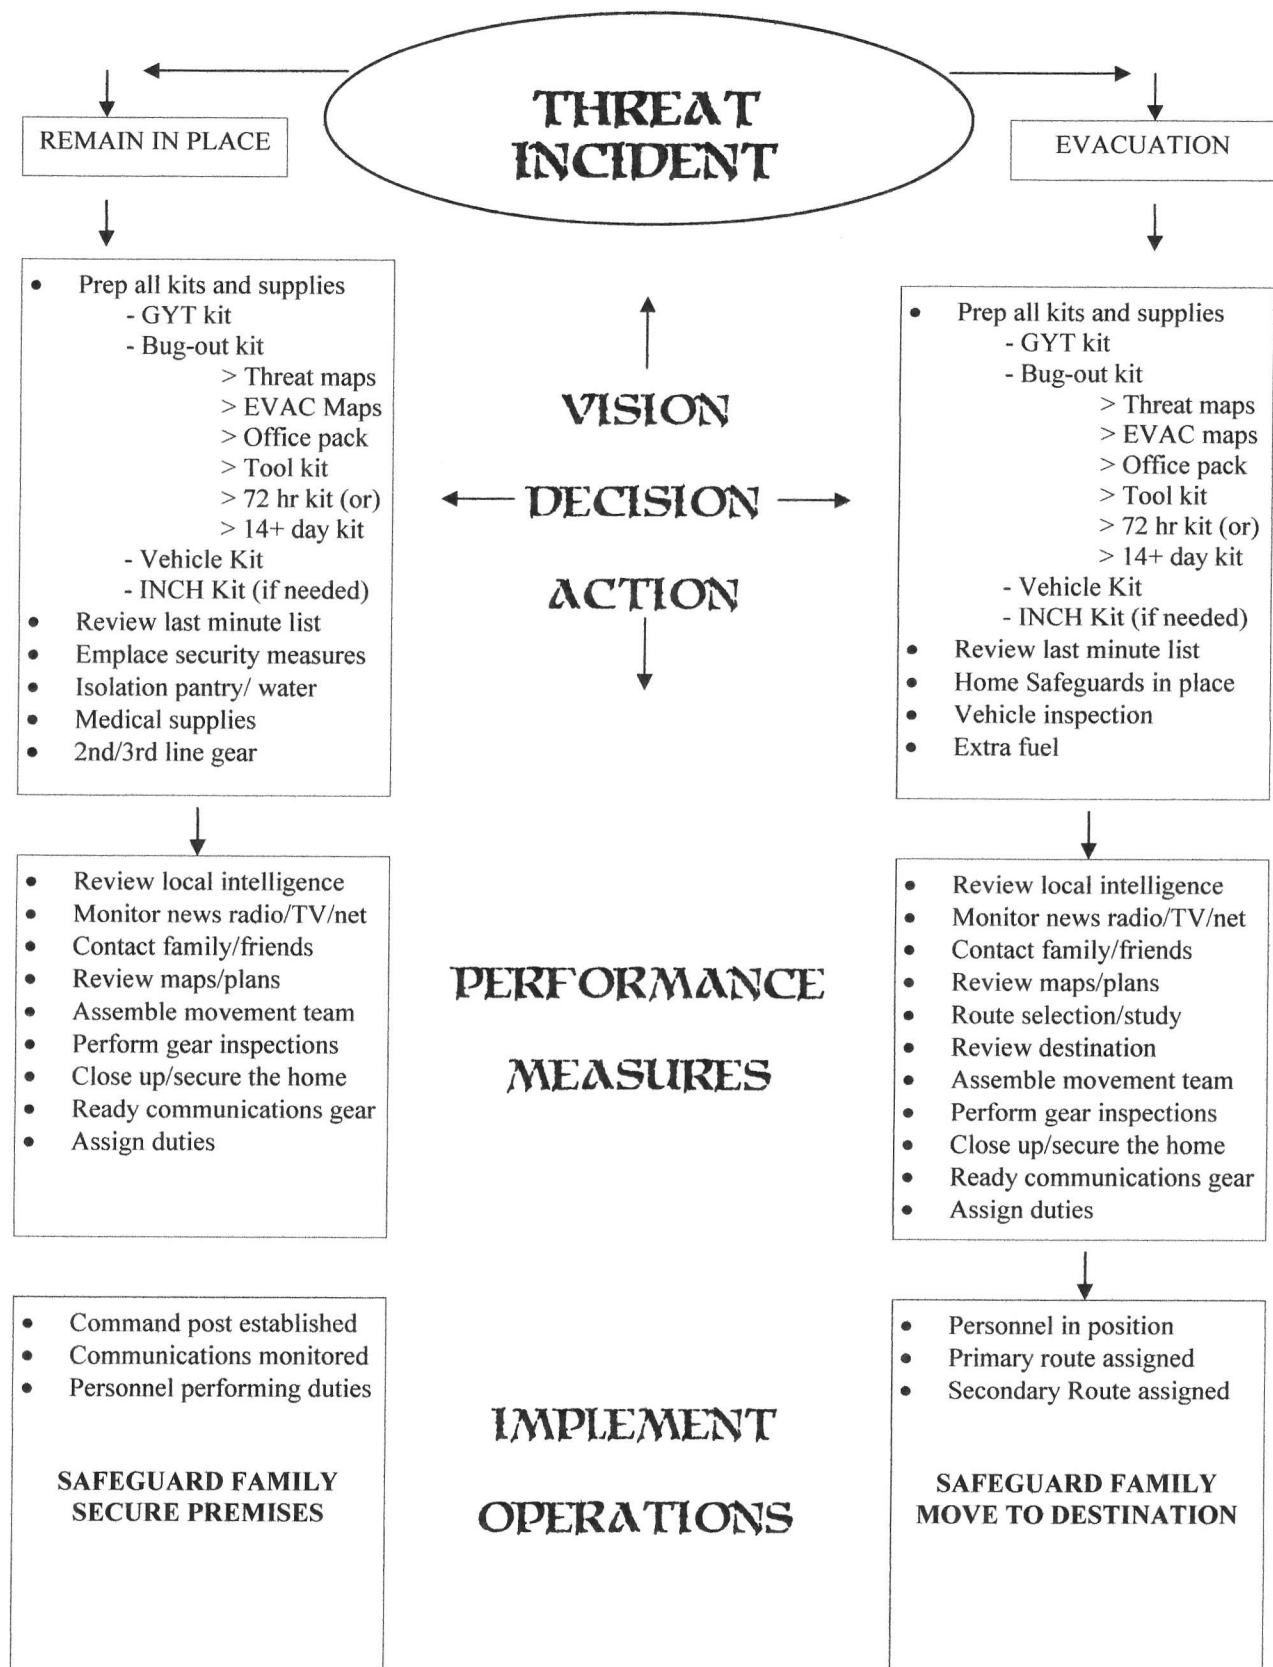 THREAT
INCIDENT
REMAIN IN PLACE
• Prep all kits and supplies
- GYT kit
- Bug-out kit
> Threat maps
> EVAC Maps
> Office pack
> Tool kit
> 72 hr kit (or)
> 14+ day kit
- Vehicle Kit
- INCH Kit (if needed)
• Review last minute list
• Emplace security measures
• Isolation pantry/ water
• Medical supplies
• 2nd/3rd line gear
• Review local intelligence
• Monitor news radio/TV/net
• Contact family/friends
• Review maps/plans
• Assemble movement team
• Perform gear inspections
• Close up/secure the home
• Ready communications gear
• Assign duties
• Command post established
• Communications monitored
• Personnel performing duties
SAFEGUARD FAMILY
SECURE PREMISES
VISION
DECISION
ACTION
PERFORMANCE
MEASURES
IMPLEMENT
OPERATIONS
EVACUATION
• Prep all kits and supplies
- GYT kit
- Bug-out kit
> Threat maps
> EVAC maps
> Office pack
> Tool kit
> 72 hr kit (or)
> 14+ day kit
- Vehicle Kit
- INCH Kit (if needed)
• Review last minute list
• Home Safeguards in place
• Vehicle inspection
• Extra fuel
• Review local intelligence
• Monitor news radio/TV/net
• Contact family/friends
• Review maps/plans
• Route selection/study
• Review destination
• Assemble movement team
• Perform gear inspections
• Close up/secure the home
• Ready communications gear
• Assign duties
• Personnel in position
• Primary route assigned
• Secondary Route assigned
SAFEGUARD FAMILY
MOVE TO DESTINATION